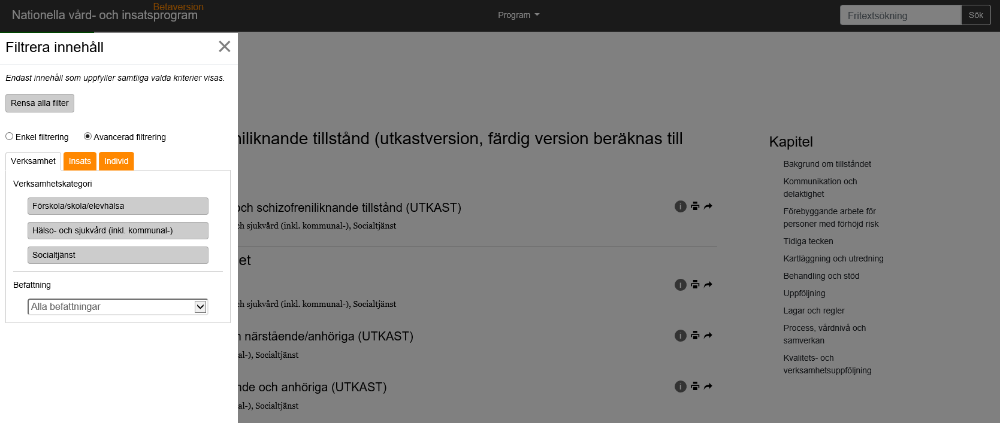 Betaversion
Nationella vård- och insatsprogram
Program
Fritextsökning
Sök
Filtrera innehåll
Endast innehåll som uppfyller samtliga valda kriterier visas.
Rensa alla filter
Enkel filtrering
Avancerad filtrering
Verksamhet
Insats
Individ
Verksamhetskategori
Förskola/skola/elevhälsa
Hälso- och sjukvård (inkl. kommunal-)
Socialtjänst
Befattning
Alla befattningar
niliknande tillstånd (utkastversion, färdig version beräknas till
och schizofreniliknande tillstånd (UTKAST)
ch sjukvård (inkl. kommunal-), Socialtjänst
et
ch sjukvård (inkl. kommunal-), Socialtjänst
n närstående/anhöriga (UTKAST)
al-), Socialtjänst
nde och anhöriga (UTKAST)
al-), Socialtjänst
Kapitel
Bakgrund om tillståndet
Kommunikation och
delaktighet
Förebyggande arbete för
personer med förhöjd risk
Tidiga tecken
Kartläggning och utredning
Behandling och stöd
Uppföljning
Lagar och regler
Process, vårdnivå och
samverkan
Kvalitets- och
verksamhetsuppföljning